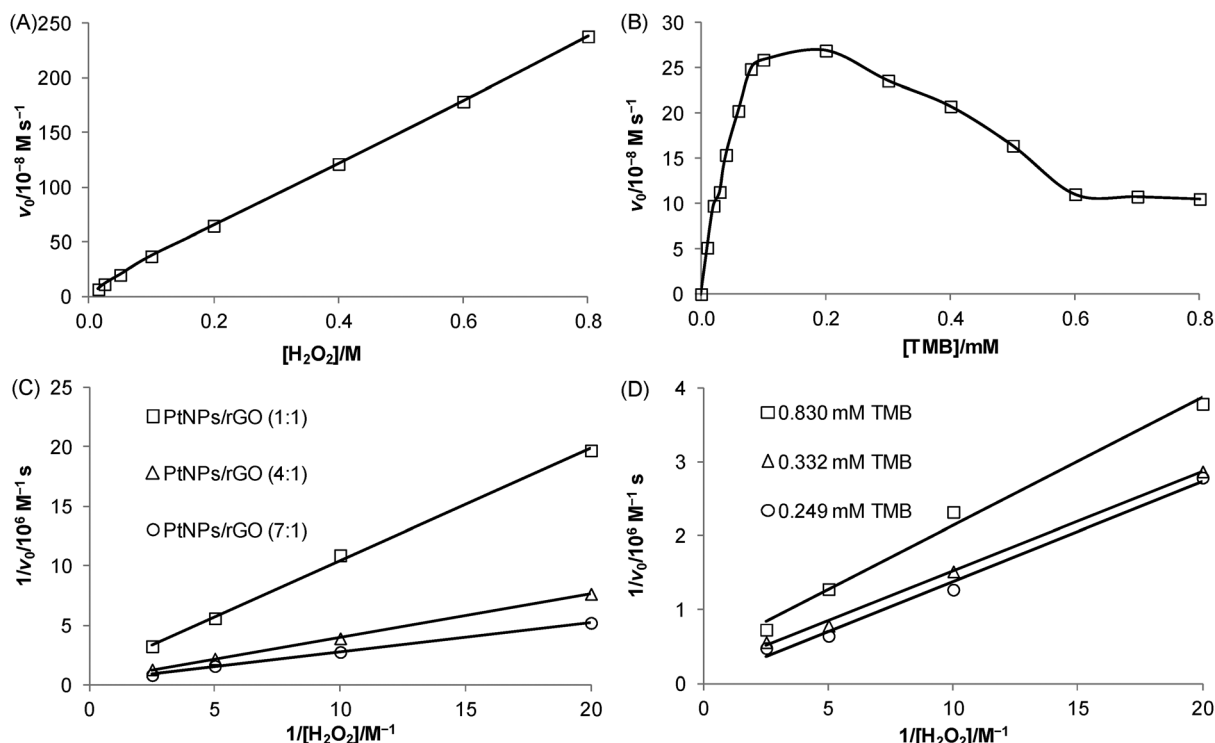 (A)
250
200
150
100
50
0
v₀/10⁻⁸ M s⁻¹
0.0 0.2 0.4 0.6 0.8
[H₂O₂]/M
(B)
30
25
20
15
10
5
0
v₀/10⁻⁸ M s⁻¹
0.0 0.2 0.4 0.6 0.8
[TMB]/mM
(C)
25
20
15
10
5
0
1/v₀/10⁶ M⁻¹ s
PtNPs/rGO (1:1)
PtNPs/rGO (4:1)
PtNPs/rGO (7:1)
0 5 10 15 20
1/[H₂O₂]/M⁻¹
(D)
4
3
2
1
0
1/v₀/10⁶ M⁻¹ s
0.830 mM TMB
0.332 mM TMB
0.249 mM TMB
0 5 10 15 20
1/[H₂O₂]/M⁻¹